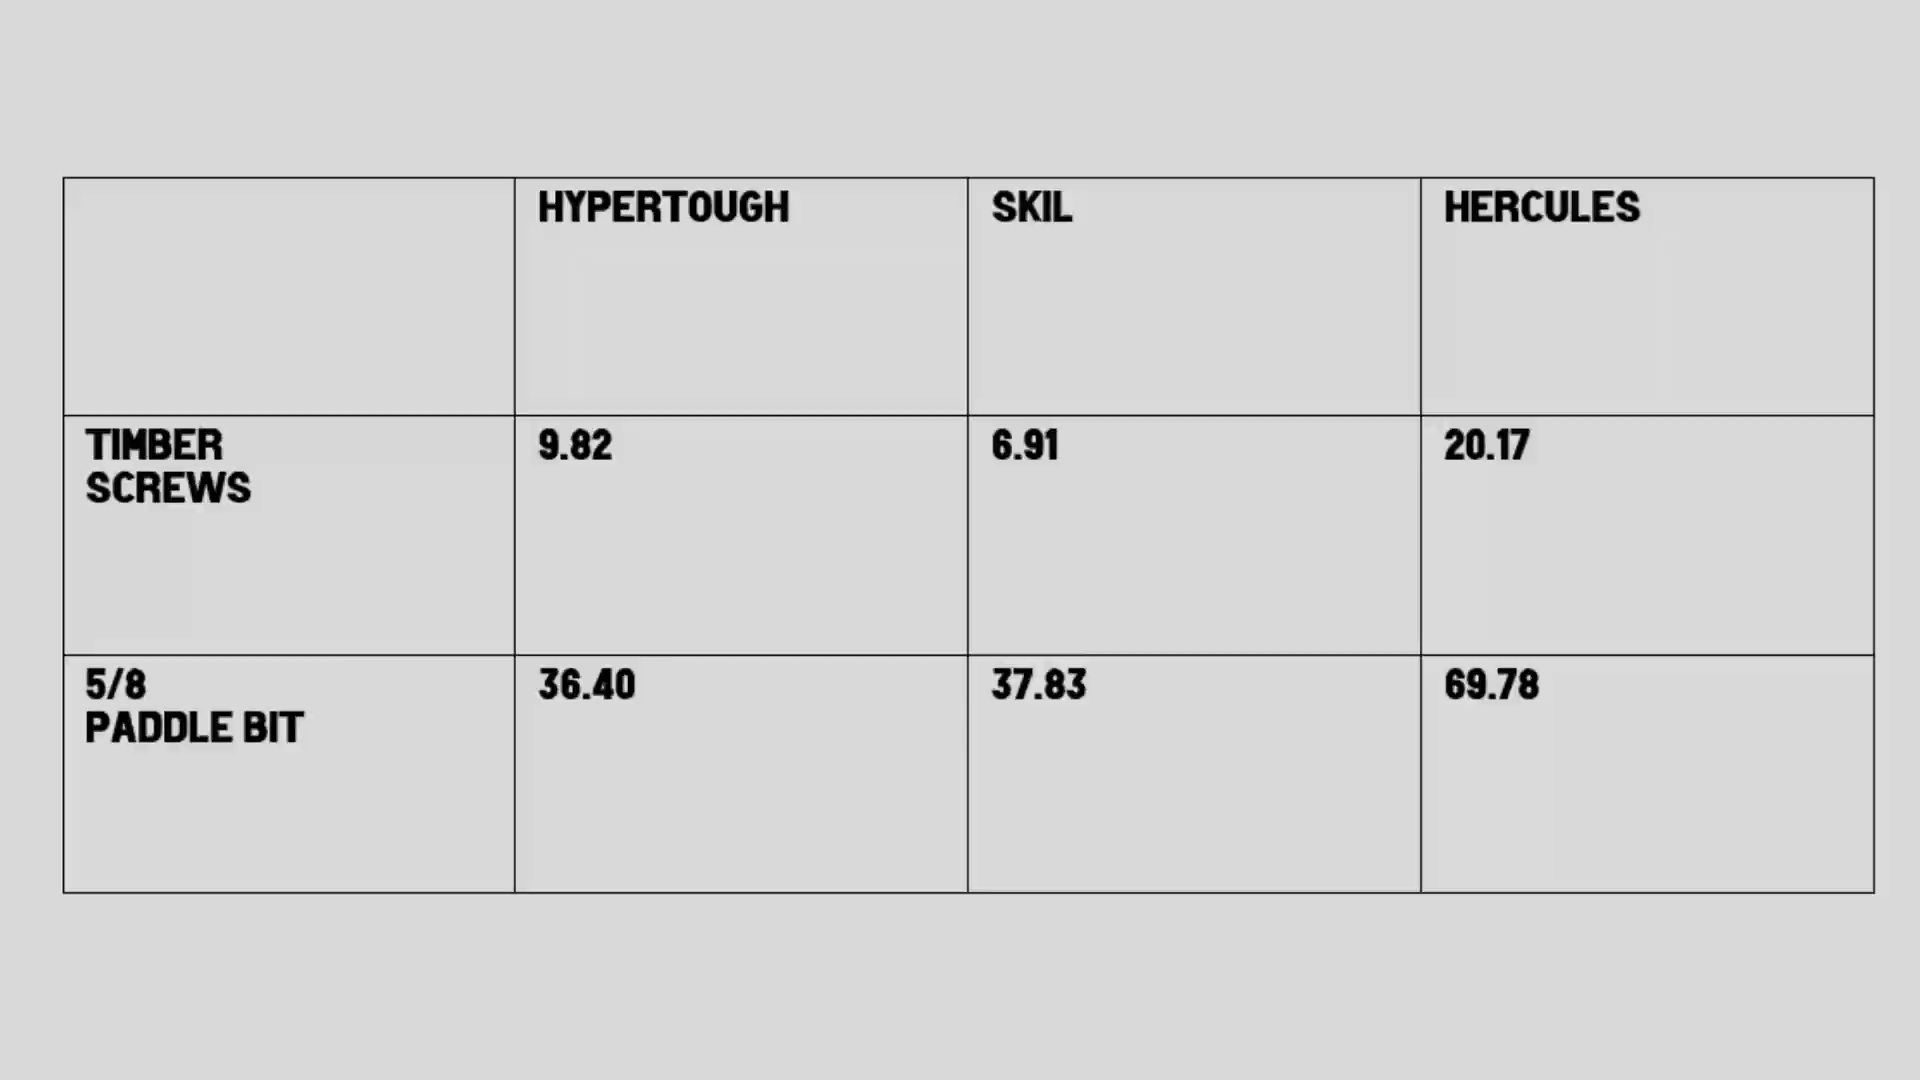 HYPERTOUGH SKIL HERCULES
TIMBER
SCREWS
9.82 6.91 20.17
5/8
PADDLE BIT
36.40 37.83 69.78